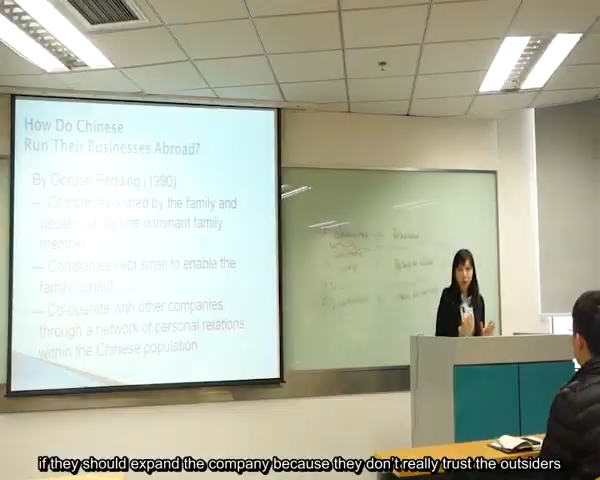 How Do Chinese
Run Their Businesses Abroad?
By Gordon Redding (1990):
— Companies owned by the family and
usually run by one dominant family
member
— Companies kept small to enable the
family control
— Co-operate with other companies
through a network of personal relations
within the Chinese population
if they should expand the company because they don't really trust the outsiders